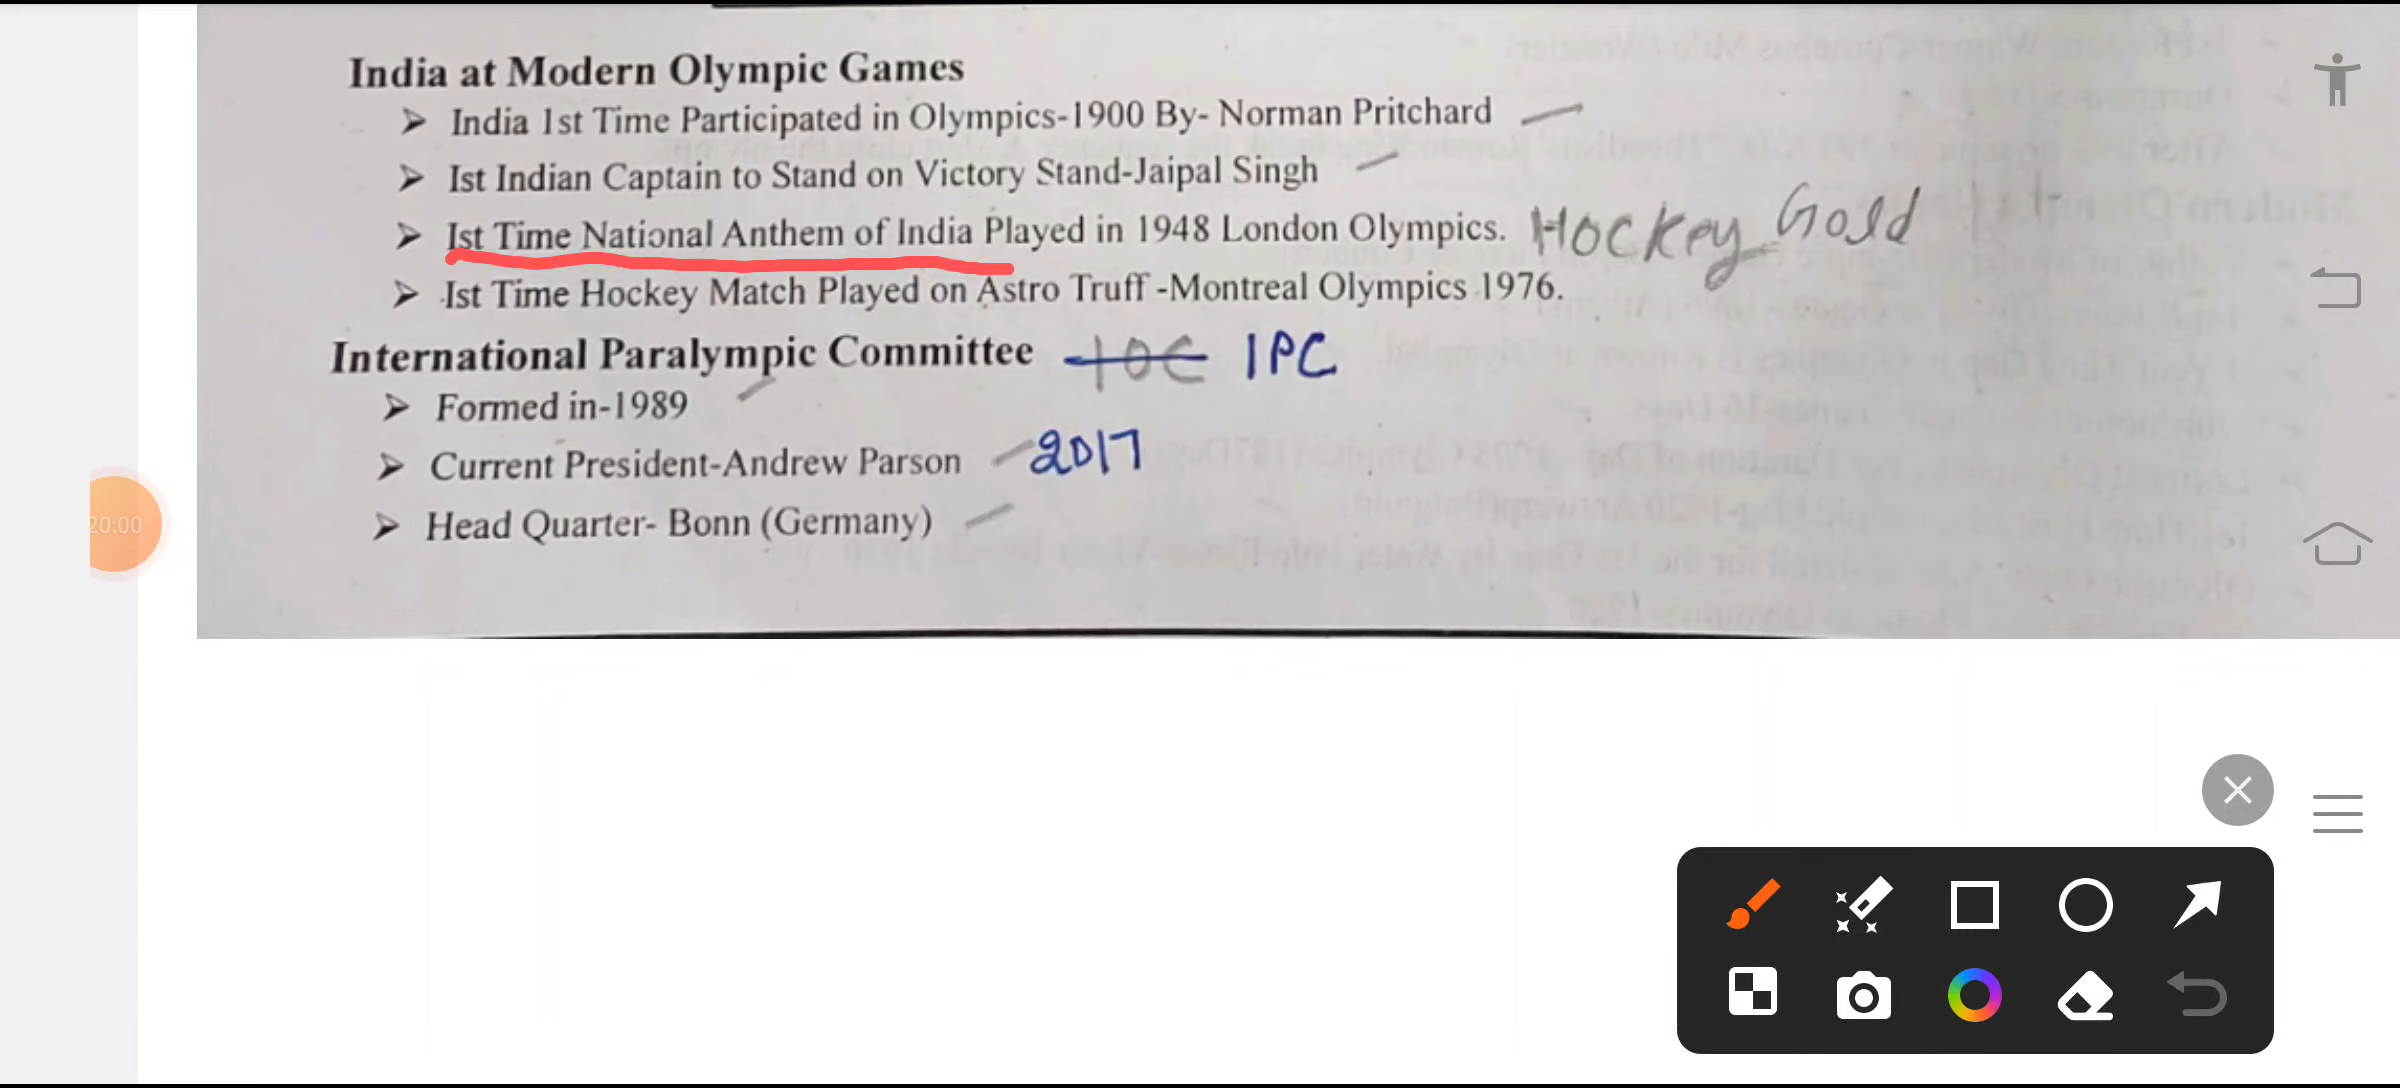 India at Modern Olympic Games
➢ India 1st Time Participated in Olympics-1900 By- Norman Pritchard
➢ Ist Indian Captain to Stand on Victory Stand-Jaipal Singh
➢ Ist Time National Anthem of India Played in 1948 London Olympics. Hockey Gold
➢ Ist Time Hockey Match Played on Astro Truff -Montreal Olympics 1976.
International Paralympic Committee IOC IPC
➢ Formed in-1989
➢ Current President-Andrew Parson 2017
➢ Head Quarter- Bonn (Germany)
20:00